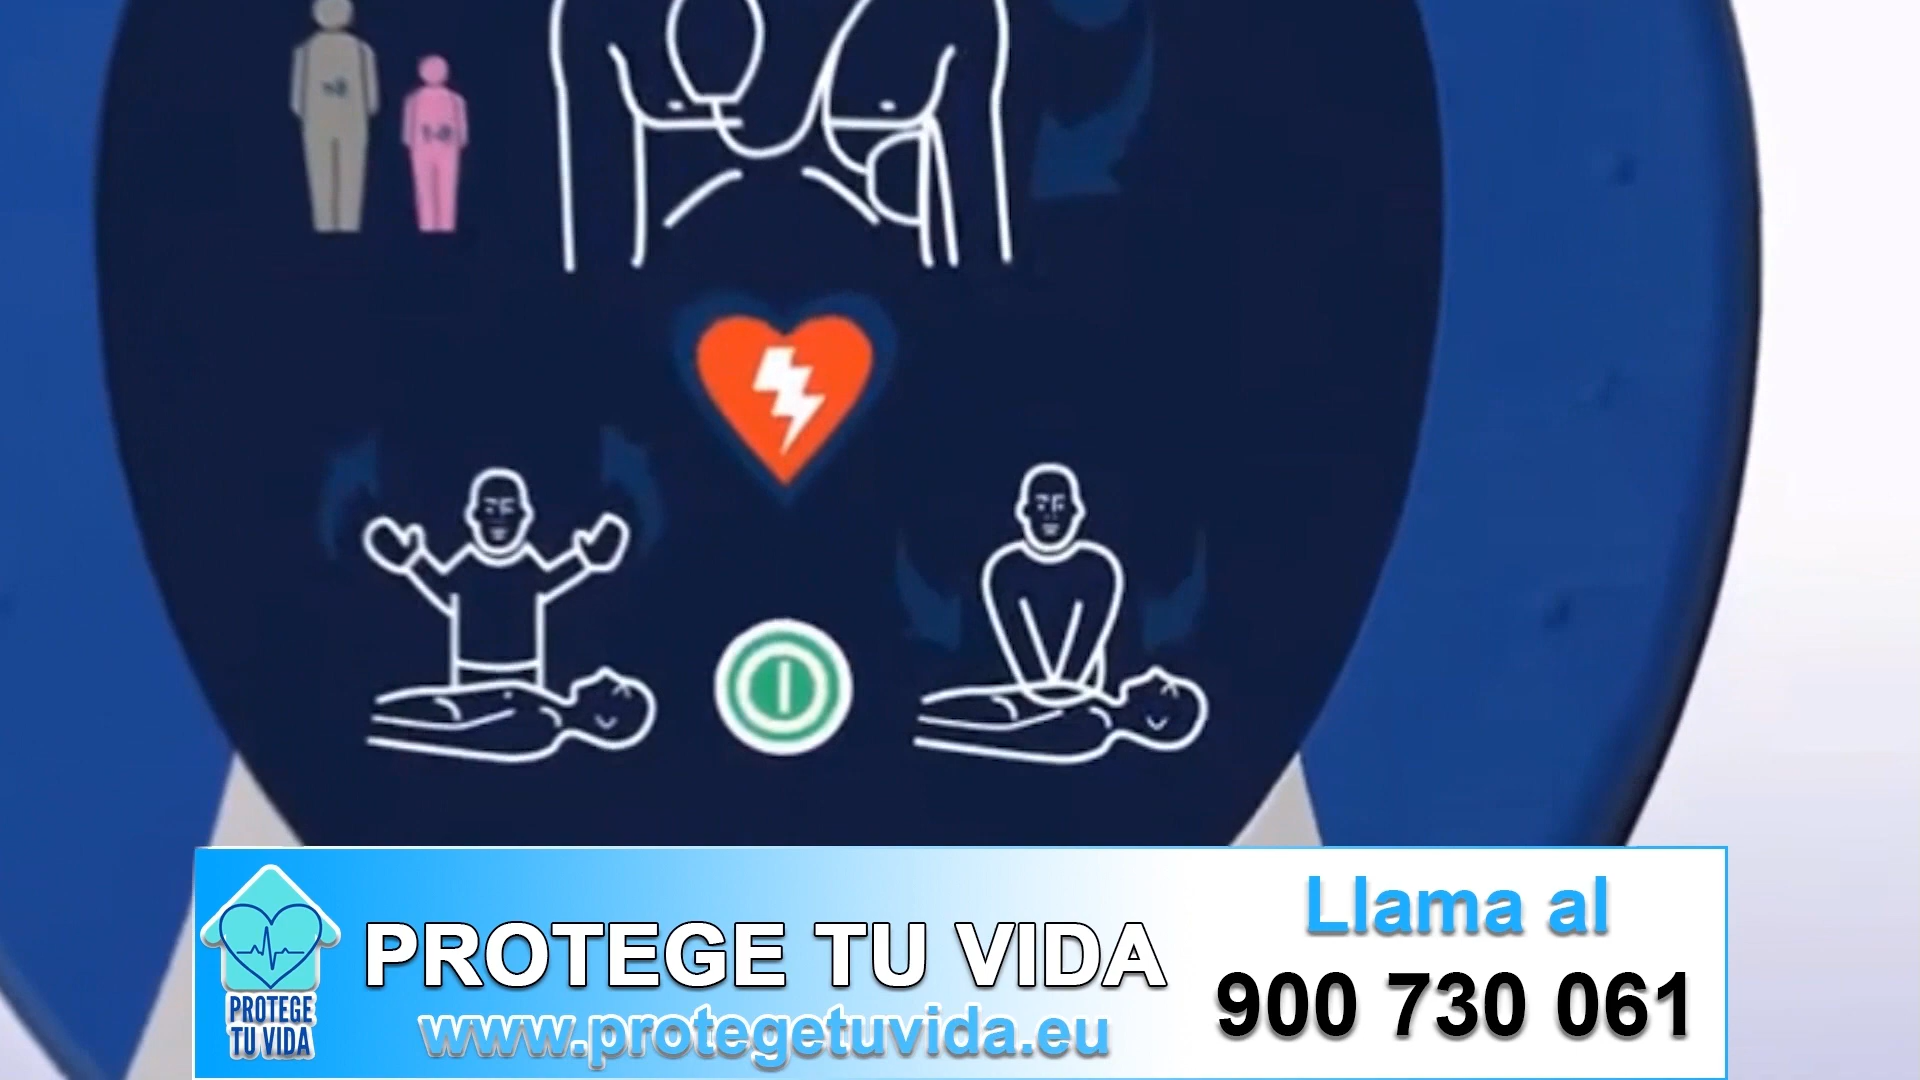 PROTEGE TU VIDA
www.protegetuvida.eu
Llama al
900 730 061
PROTEGE
TU VIDA